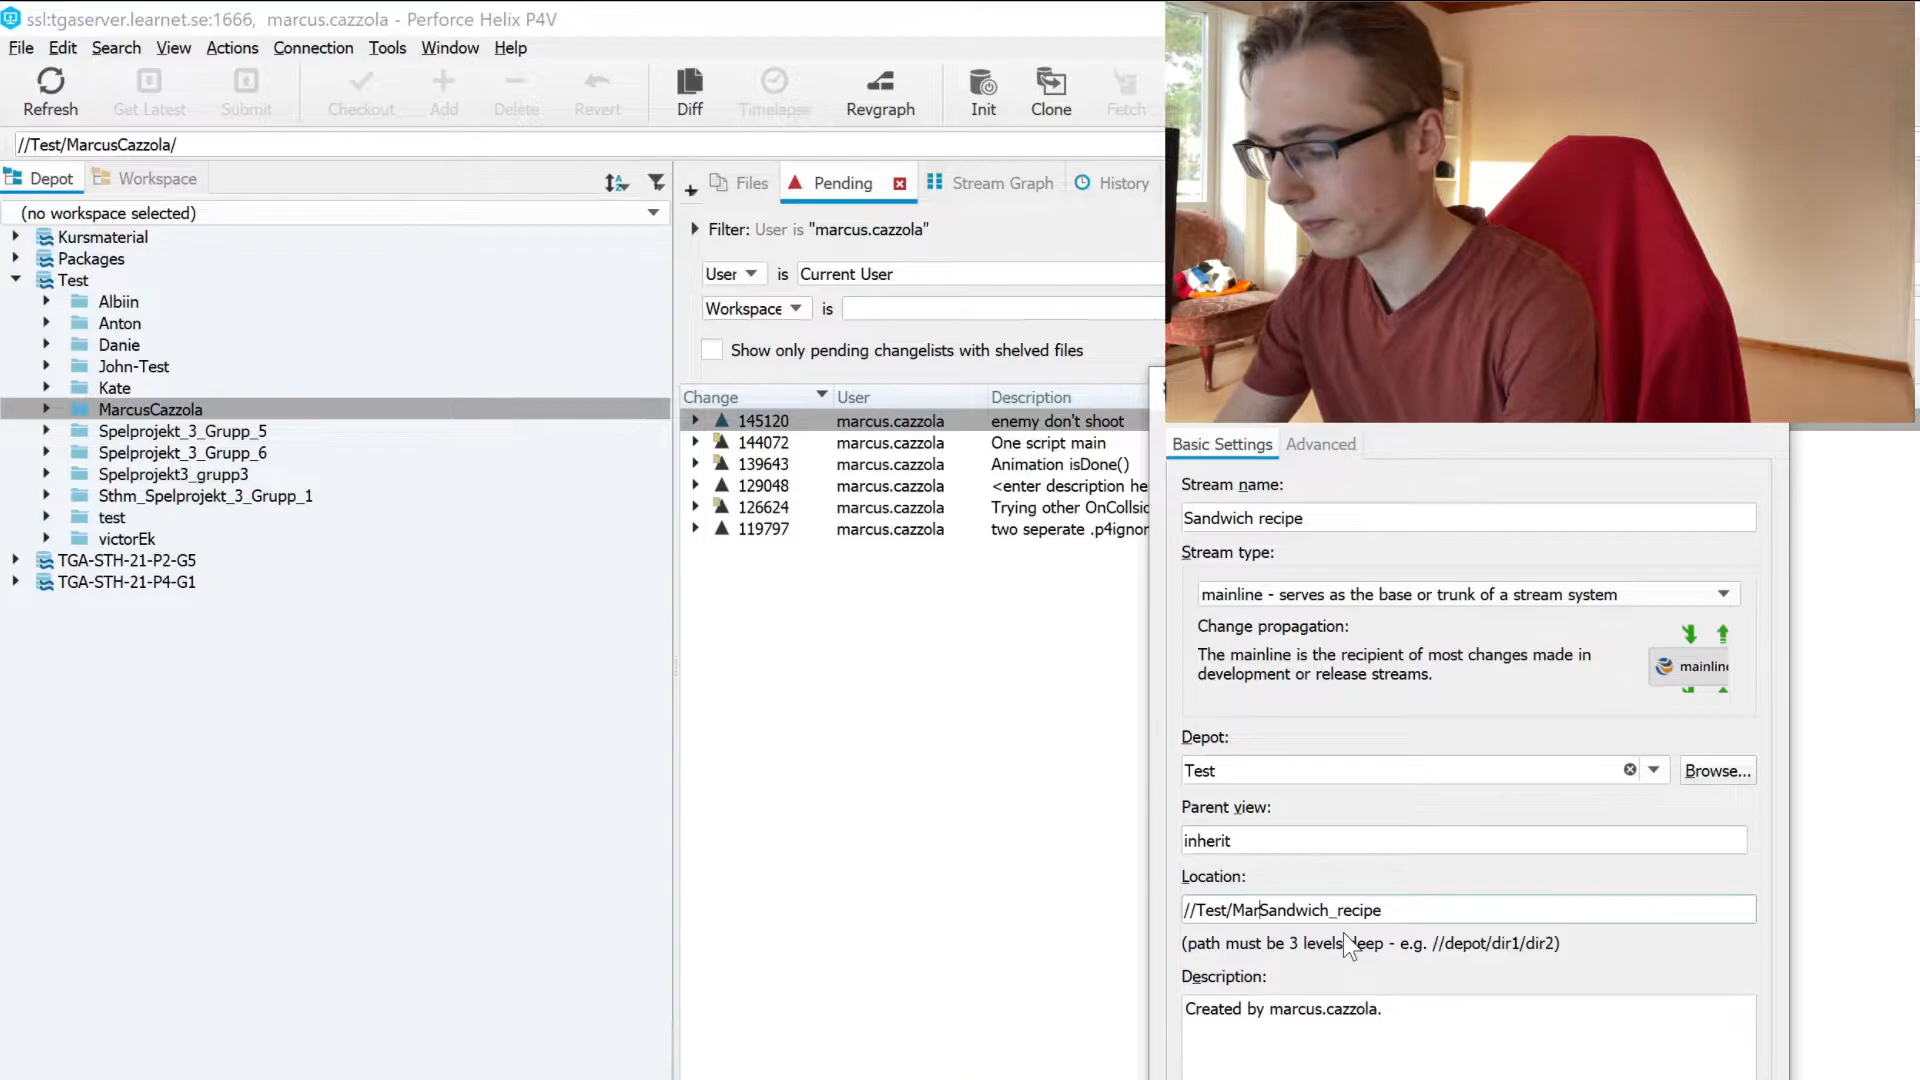 ssl:tgaserver.learnet.se:1666, marcus.cazzola - Perforce Helix P4V
File Edit Search View Actions Connection Tools Window Help
Refresh Get Latest Submit Checkout Add Delete Revert Diff Timelapse Revgraph Init Clone Fetch
//Test/MarcusCazzola/
Depot Workspace
Files Pending Stream Graph History
(no workspace selected)
Kursmaterial
Packages
Test
Albiin
Anton
Danie
John-Test
Kate
MarcusCazzola
Spelprojekt_3_Grupp_5
Spelprojekt_3_Grupp_6
Spelprojekt3_grupp3
Sthm_Spelprojekt_3_Grupp_1
test
victorEk
TGA-STH-21-P2-G5
TGA-STH-21-P4-G1
Filter: User is "marcus.cazzola"
User is Current User
Workspace is
Show only pending changelists with shelved files
Change User Description
145120 marcus.cazzola enemy don't shoot
144072 marcus.cazzola One script main
139643 marcus.cazzola Animation isDone()
129048 marcus.cazzola <enter description he
126624 marcus.cazzola Trying other OnCollsic
119797 marcus.cazzola two seperate .p4ignor
Basic Settings Advanced
Stream name:
Sandwich recipe
Stream type:
mainline - serves as the base or trunk of a stream system
Change propagation:
The mainline is the recipient of most changes made in
development or release streams.
mainline
Depot:
Test Browse...
Parent view:
inherit
Location:
//Test/MarSandwich_recipe
(path must be 3 levels deep - e.g. //depot/dir1/dir2)
Description:
Created by marcus.cazzola.